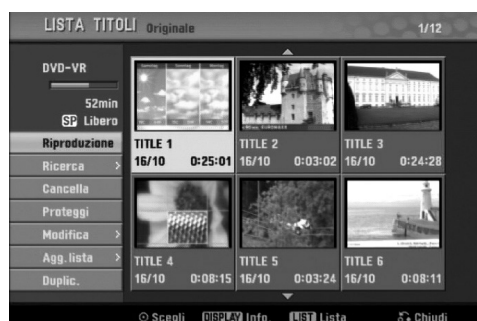 LISTA TITOLI Originale 1/12
DVD-VR
52min
SP Libero
Riproduzione
Ricerca >
Cancella
Proteggi
Modifica >
Agg.lista >
Duplic.
TITLE 1
16/10 0:25:01
TITLE 2
16/10 0:03:02
TITLE 3
16/10 0:24:28
TITLE 4
16/10 0:08:15
TITLE 5
16/10 0:03:24
TITLE 6
16/10 0:08:11
Scegli DISPLAY Info. LIST Lista Chiudi